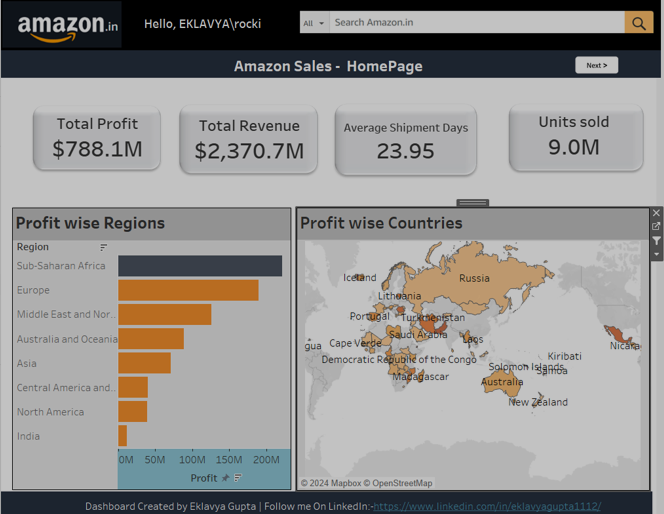 amazon.in
Hello, EKLAVYA\rocki
All
Search Amazon.in
Amazon Sales - HomePage
Next >
Total Profit
$788.1M
Total Revenue
$2,370.7M
Average Shipment Days
23.95
Units sold
9.0M
Profit wise Regions
Region
Sub-Saharan Africa
Europe
Middle East and Nor..
Australia and Oceania
Asia
Central America and..
North America
India
0M 50M 100M 150M 200M
Profit
Profit wise Countries
Iceland
Russia
Lithuania
Portugal
Turkmenistan
Saudi Arabia
Laos
gua
Cape Verde
Nicara
Democratic Republic of the Congo
Kiribati
Solomon Islands
Samoa
Madagascar
Australia
New Zealand
© 2024 Mapbox © OpenStreetMap
Dashboard Created by Eklavya Gupta | Follow me On LinkedIn:-https://www.linkedin.com/in/eklavyagupta1112/